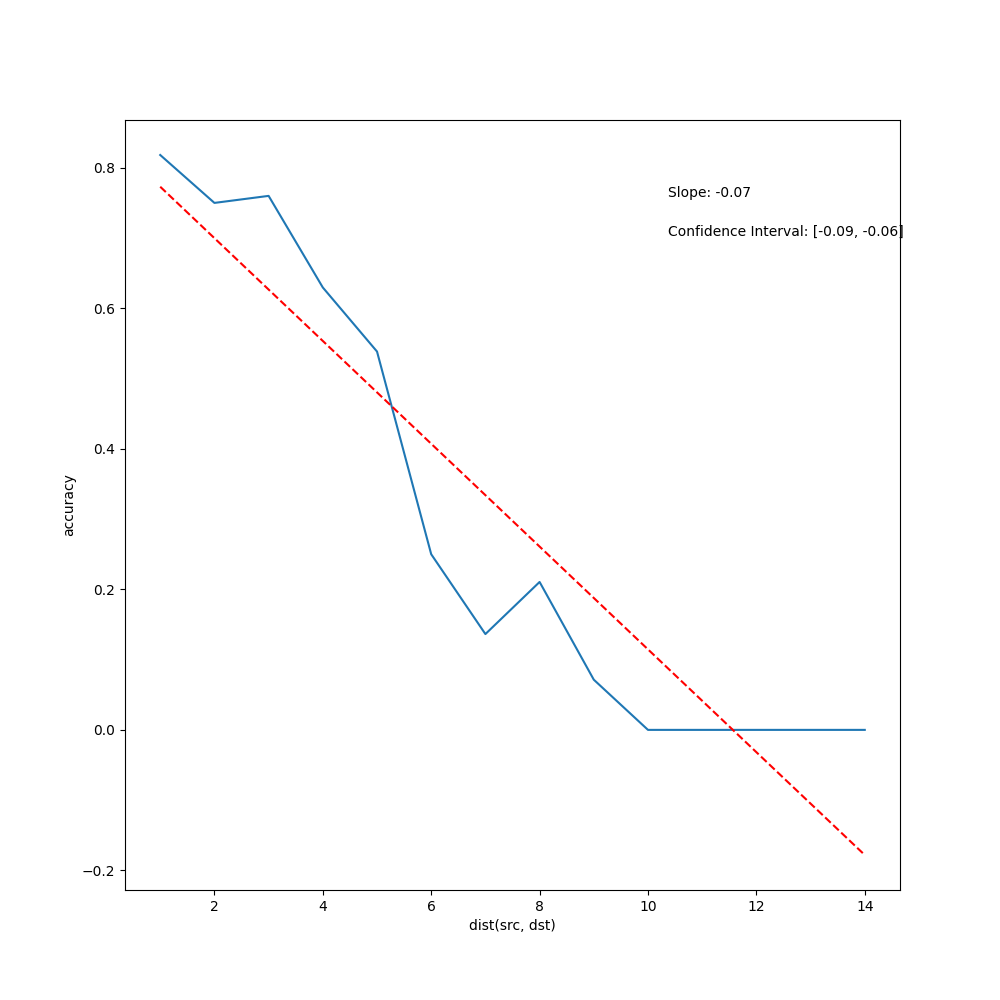 Slope: -0.07
Confidence Interval: [-0.09, -0.06]
0.8
0.6
0.4
0.2
0.0
−0.2
accuracy
2 4 6 8 10 12 14
dist(src, dst)